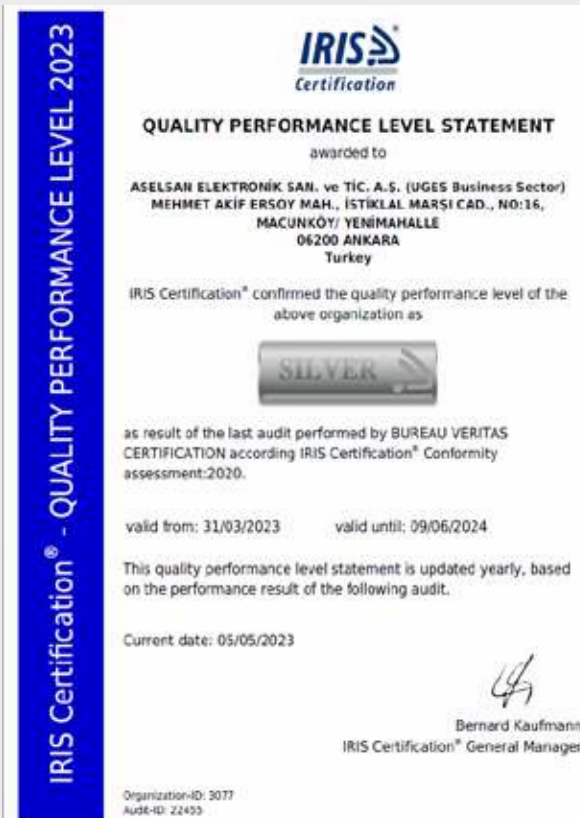 IRIS Certification® - QUALITY PERFORMANCE LEVEL 2023
IRIS®
Certification
QUALITY PERFORMANCE LEVEL STATEMENT
awarded to
ASELSAN ELEKTRONİK SAN. ve TİC. A.Ş. (UGES Business Sector)
MEHMET AKİF ERSOY MAH., İSTİKLAL MARŞI CAD., NO:16,
MACUNKÖY/ YENİMAHALLE
06200 ANKARA
Turkey
IRIS Certification® confirmed the quality performance level of the
above organization as
SILVER
as result of the last audit performed by BUREAU VERITAS
CERTIFICATION according IRIS Certification® Conformity
assessment:2020.
valid from: 31/03/2023 valid until: 09/06/2024
This quality performance level statement is updated yearly, based
on the performance result of the following audit.
Current date: 05/05/2023
Bernard Kaufmann
IRIS Certification® General Manager
Organization-ID: 3077
Audit-ID: 22455